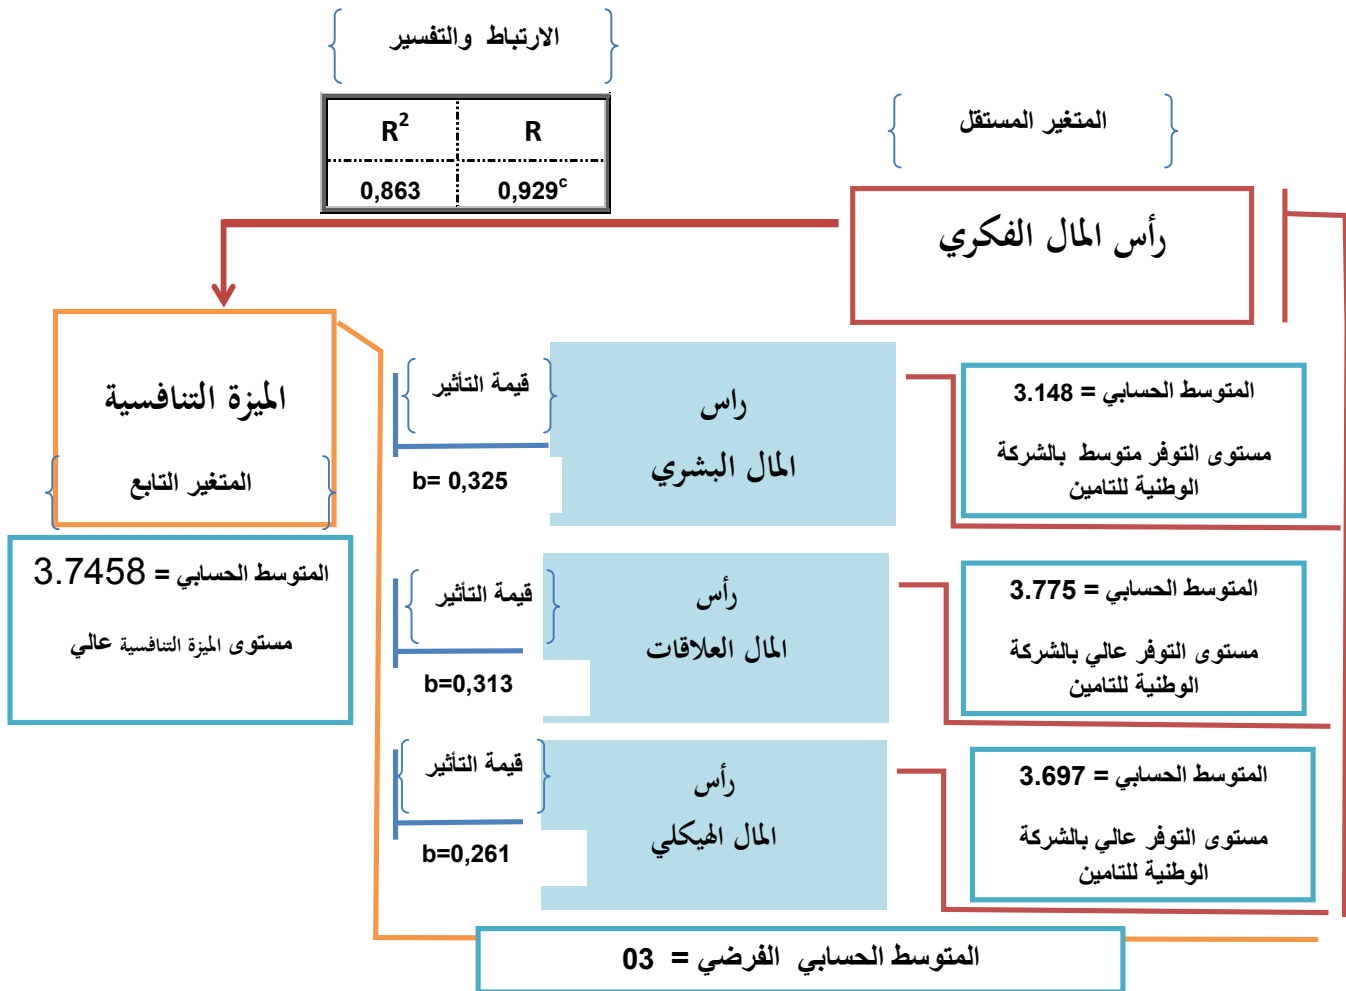 الارتباط والتفسير
R	R²
0,929ᶜ	0,863
المتغير المستقل
رأس المال الفكري
الميزة التنافسية
المتغير التابع
المتوسط الحسابي = 3.7458
مستوى الميزة التنافسية عالي
المتوسط الحسابي = 3.148
مستوى التوفر متوسط بالشركة
الوطنية للتامين
راس
المال البشري
قيمة التأثير
b= 0,325
المتوسط الحسابي = 3.775
مستوى التوفر عالي بالشركة
الوطنية للتامين
رأس
المال العلاقات
قيمة التأثير
b=0,313
المتوسط الحسابي = 3.697
مستوى التوفر عالي بالشركة
الوطنية للتامين
رأس
المال الهيكلي
قيمة التأثير
b=0,261
المتوسط الحسابي الفرضي = 03